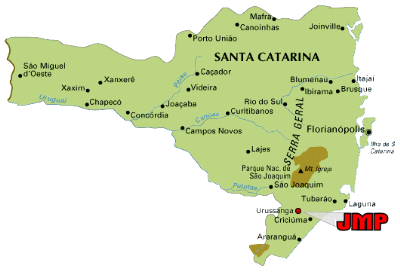 Mafra
Canoinhas
Joinville
Porto União
SANTA CATARINA
São Miguel
d'Oeste
Caçador
Xanxerê
Xaxim
Videira
Peixe
Blumenau
Itajaí
Ibirama
Brusque
Uruguai
Chapecó
Joaçaba
Rio do Sul
Concórdia
Canoas
Curitibanos
Campos Novos
Florianópolis
SERRA GERAL
Ilha de S
Catarina
Lajes
Parque Nac. de
São Joaquim
Mt. Igreja
Pelotas
São Joaquim
Tubarão
Laguna
Urussanga
JMP
Criciúma
Araranguá